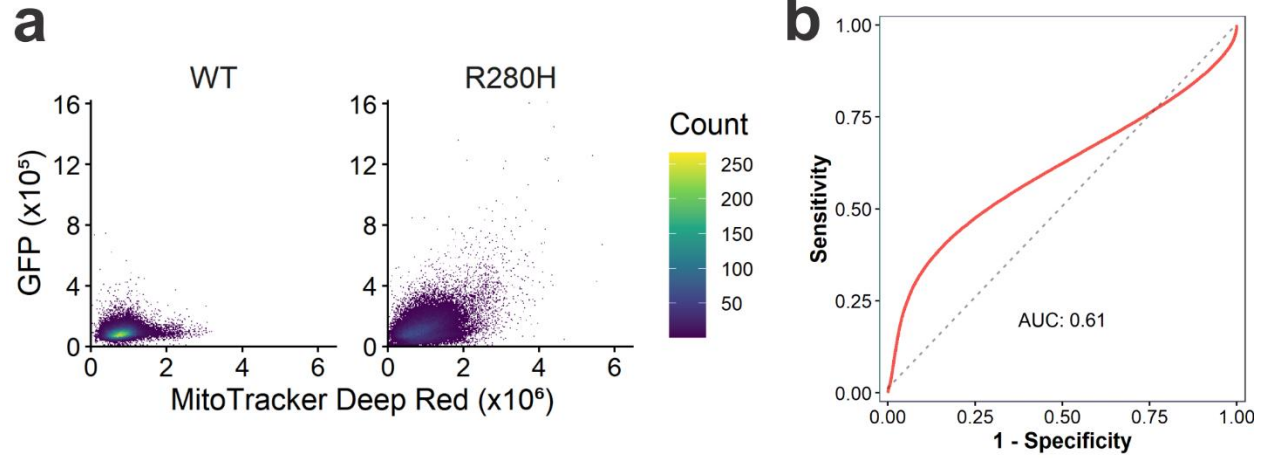 a
WT
R280H
GFP (x10⁵)
16
12
8
4
0
0 2 4 6
16
12
8
4
0
0 2 4 6
MitoTracker Deep Red (x10⁶)
Count
250
200
150
100
50
b
Sensitivity
1.00
0.75
0.50
0.25
0.00
AUC: 0.61
0.00 0.25 0.50 0.75 1.00
1 - Specificity